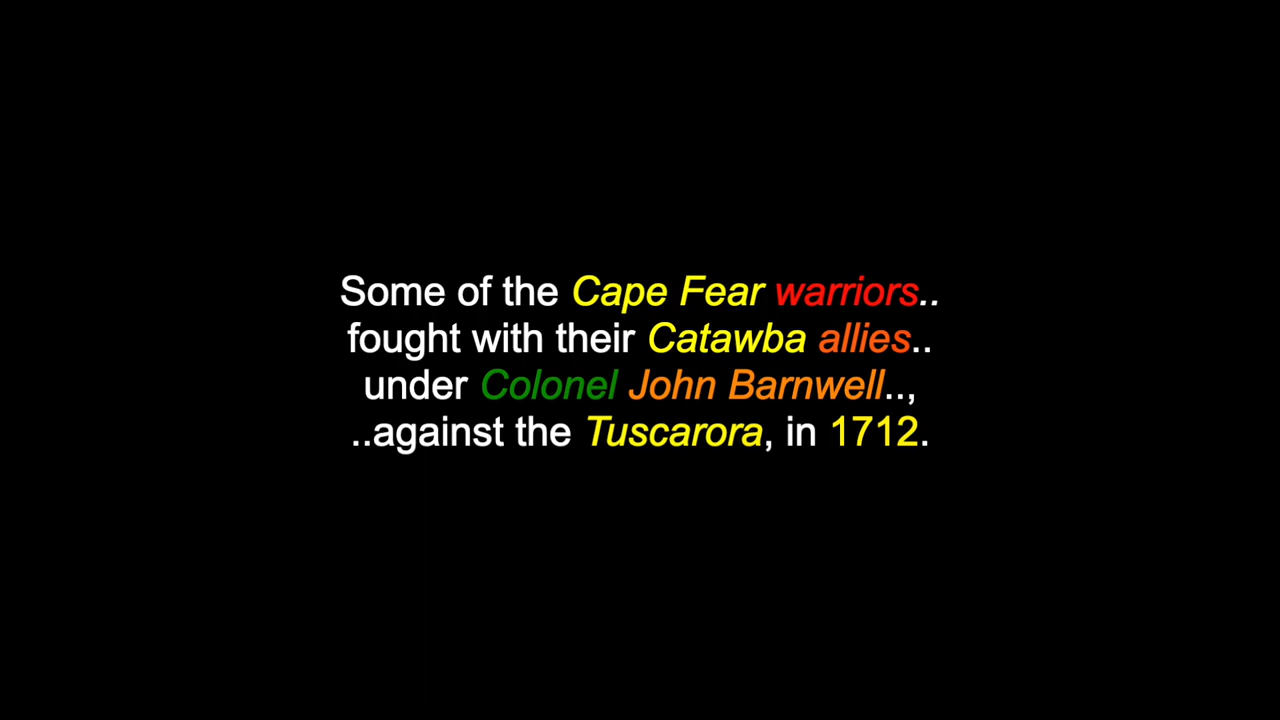 Some of the Cape Fear warriors..
fought with their Catawba allies..
under Colonel John Barnwell..,
..against the Tuscarora, in 1712.